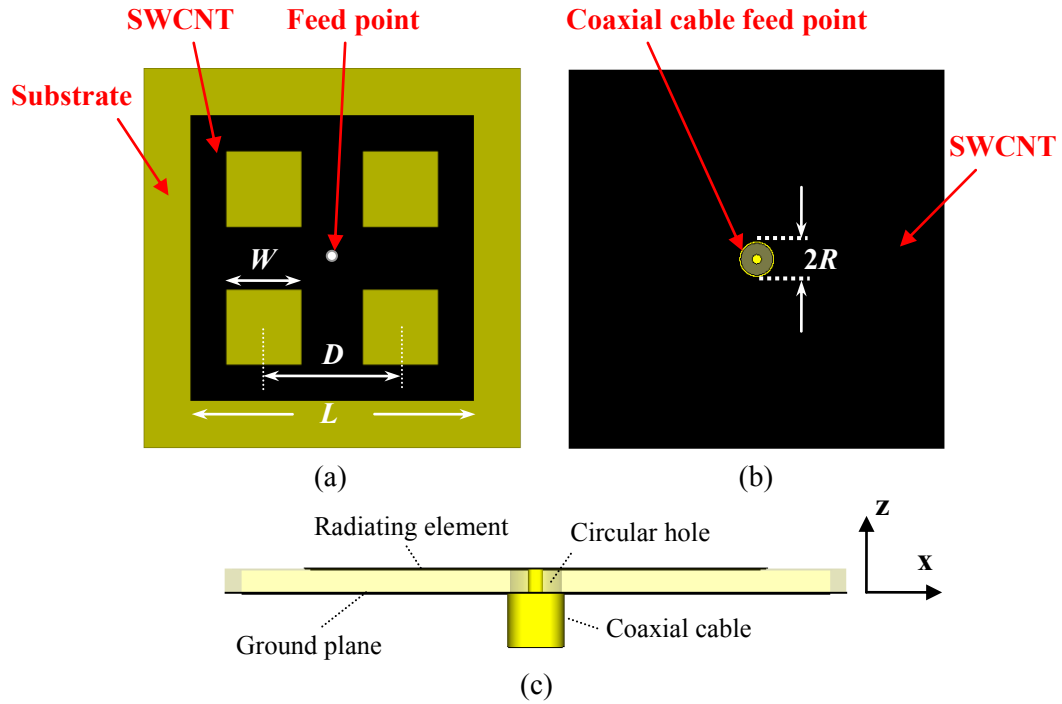 SWCNT
Feed point
Substrate
W
D
L
(a)
Coaxial cable feed point
SWCNT
2R
(b)
Radiating element
Circular hole
Ground plane
Coaxial cable
z
x
(c)